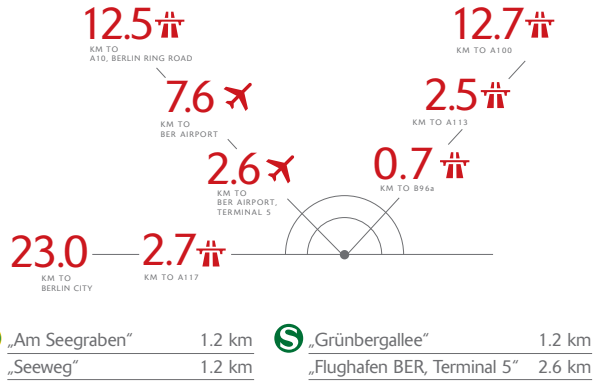 12.5
KM TO
A10, BERLIN RING ROAD
12.7
KM TO A100
7.6
KM TO
BER AIRPORT
2.5
KM TO A113
2.6
KM TO
BER AIRPORT,
TERMINAL 5
0.7
KM TO B96a
23.0
KM TO
BERLIN CITY
2.7
KM TO A117
„Am Seegraben“ 1.2 km
„Seeweg“ 1.2 km
S „Grünbergallee“ 1.2 km
„Flughafen BER, Terminal 5“ 2.6 km